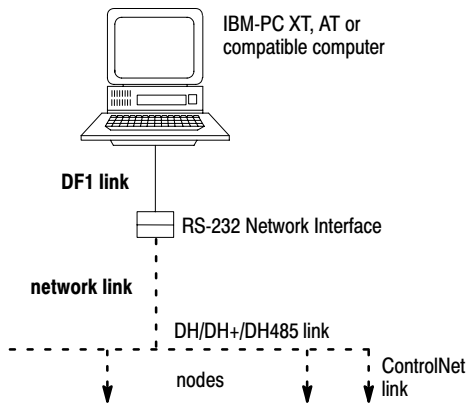 IBM-PC XT, AT or
compatible computer
DF1 link
RS-232 Network Interface
network link
DH/DH+/DH485 link
ControlNet
link
nodes